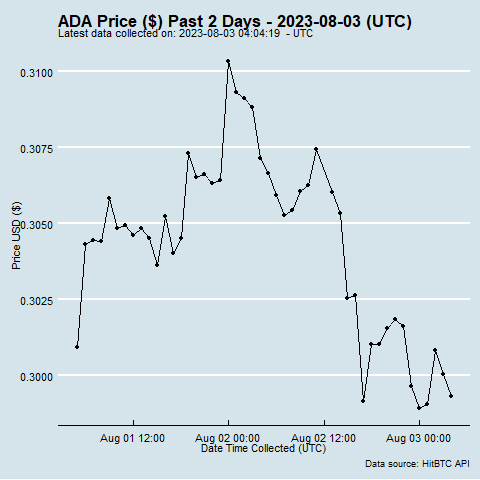 ADA Price ($) Past 2 Days - 2023-08-03 (UTC)
Latest data collected on: 2023-08-03 04:04:19 - UTC
0.3100
0.3075
0.3050
0.3025
0.3000
Price USD ($)
Aug 01 12:00 Aug 02 00:00 Aug 02 12:00 Aug 03 00:00
Date Time Collected (UTC)
Data source: HitBTC API